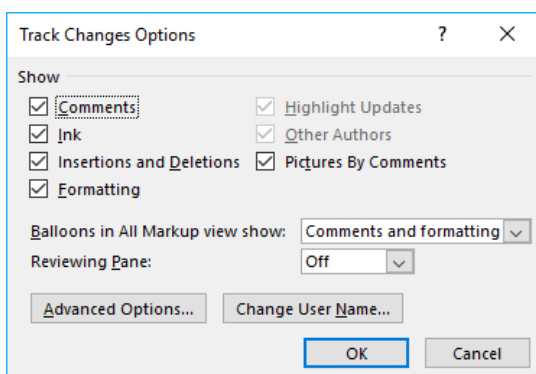 Track Changes Options ? ×
Show
Comments Highlight Updates
Ink Other Authors
Insertions and Deletions Pictures By Comments
Formatting
Balloons in All Markup view show: Comments and formatting
Reviewing Pane: Off
Advanced Options... Change User Name...
OK Cancel